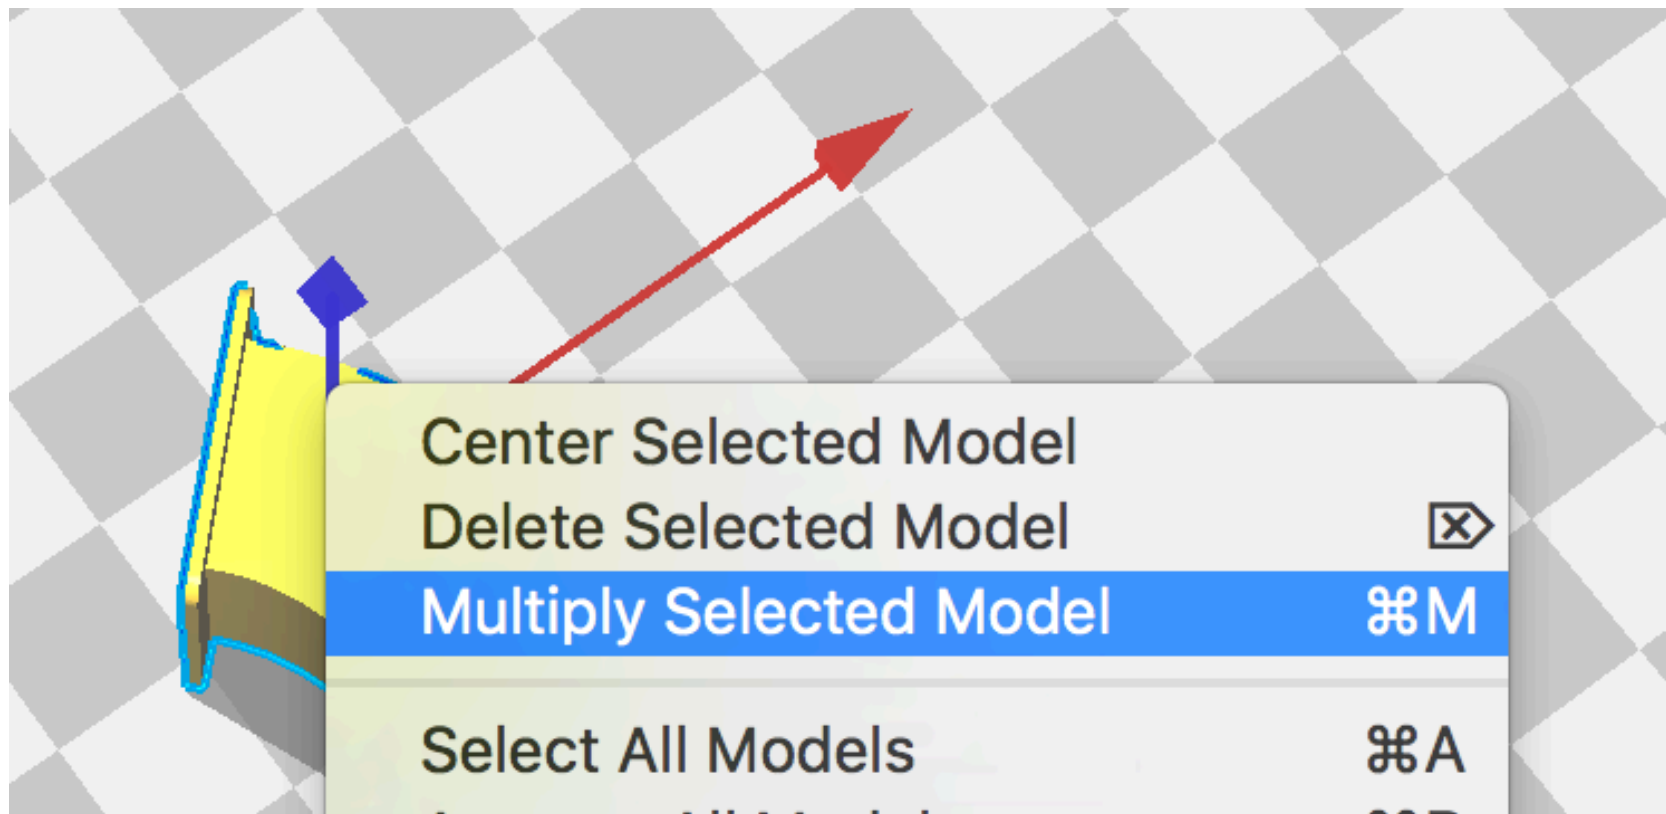 Center Selected Model
Delete Selected Model ⌦
Multiply Selected Model ⌘M
Select All Models ⌘A